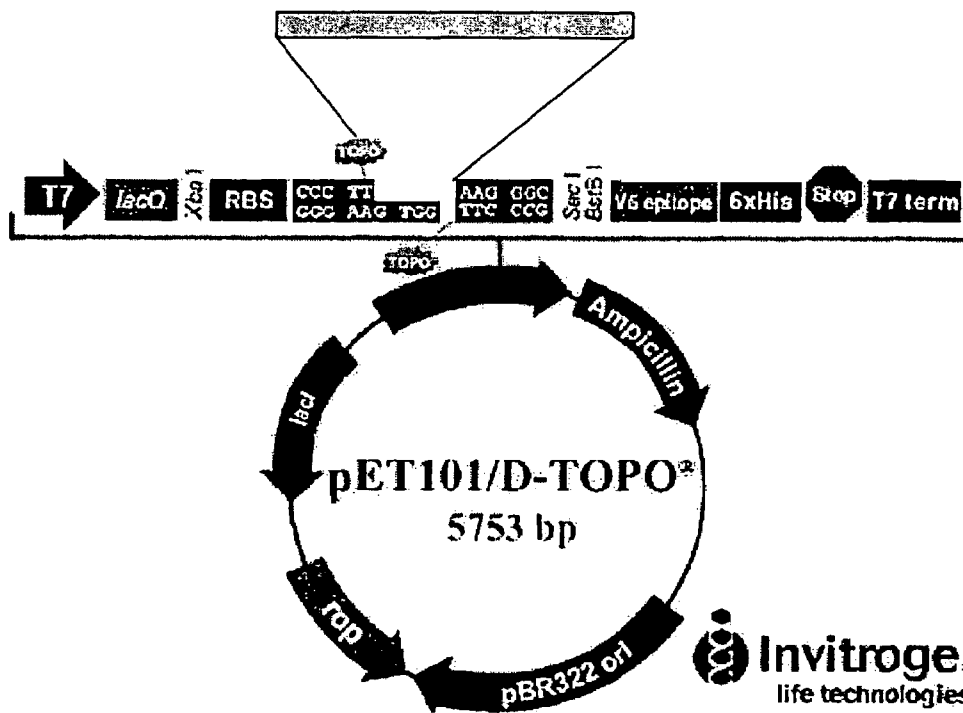 TOPO
T7
lacO
Xba I
RBS
CCC TT
GGG AAG TGG
AAG GGC
TTC CCG
Sac I
BstB I
V5 epitope
6xHis
Stop
T7 term
TOPO
Ampicillin
lacI
pET101/D-TOPO®
5753 bp
rop
pBR322 ori
Invitroge
life technologies